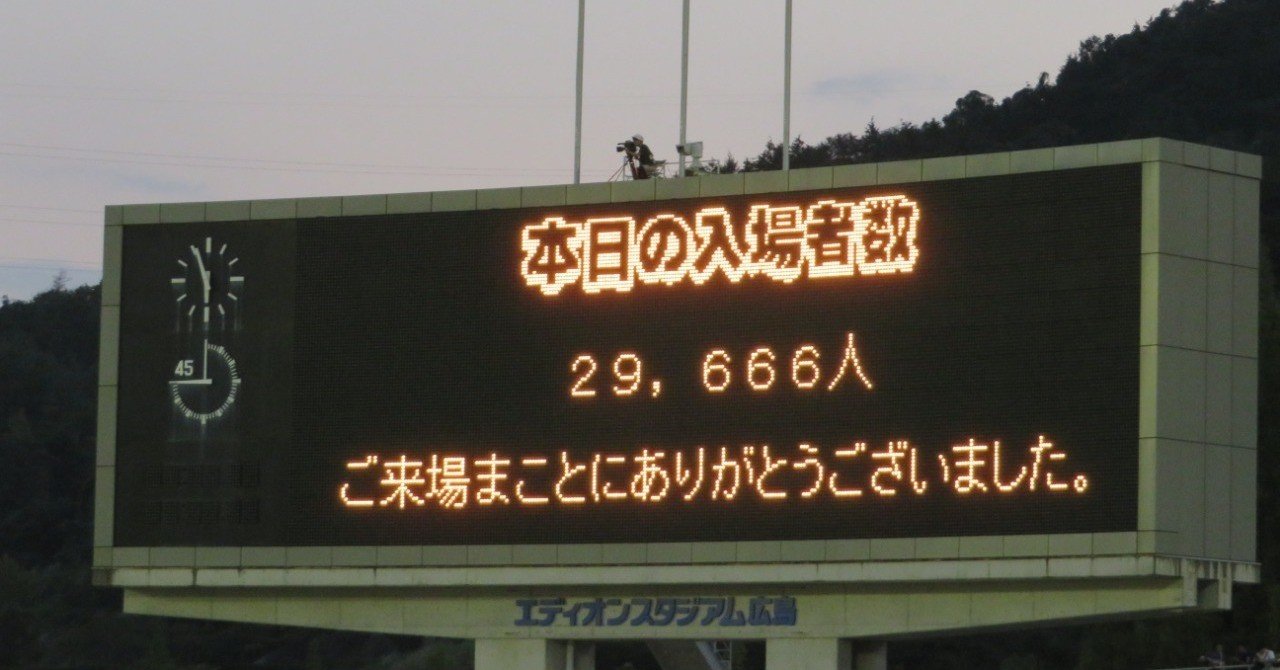 本日の入場者数
45
29,666人
ご来場まことにありがとうございました。
エディオンスタジアム広島